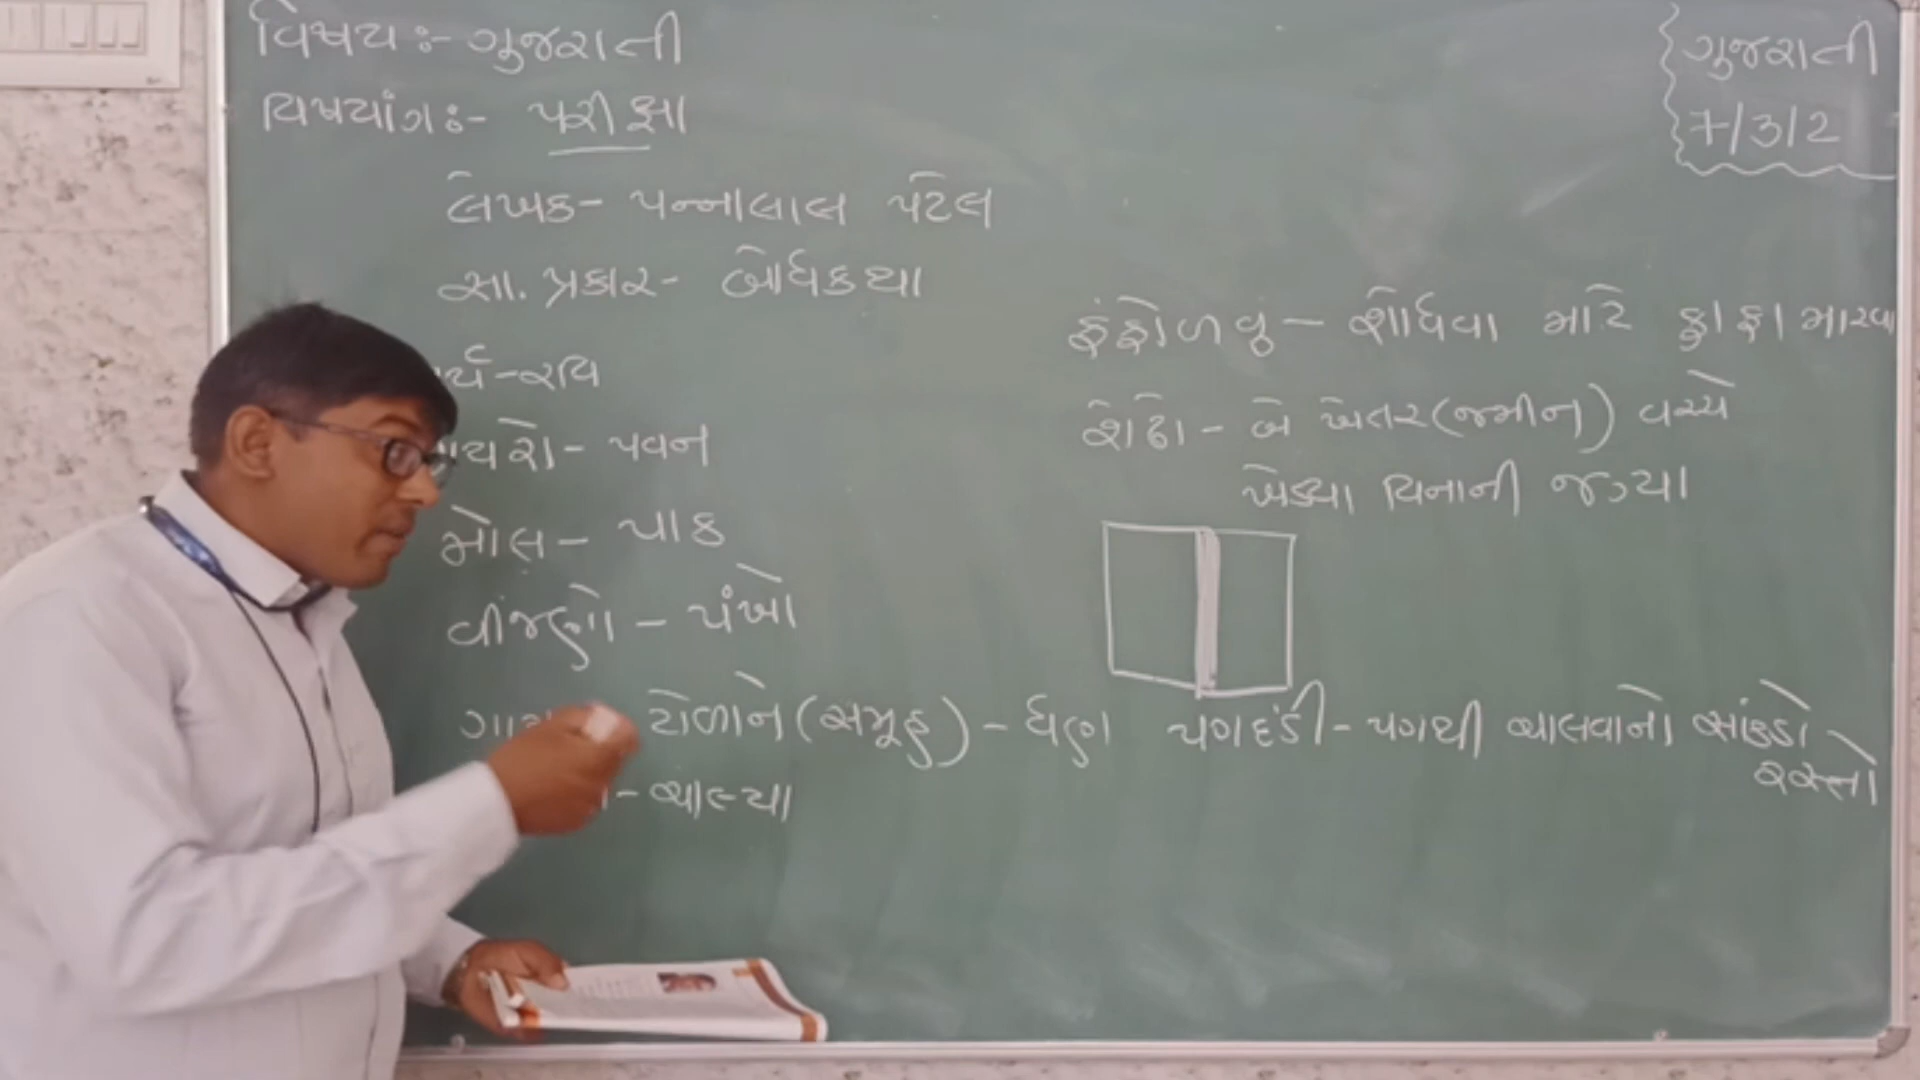 વિષય :- ગુજરાતી
વિષયાંગ :- પરીક્ષા
લેખક - પન્નાલાલ પટેલ
સા. પ્રકાર - બોધકથા
- રવિ
- પવન
મોલ - પાક
વીંજણો - પંખો
ટોળાને (સમૂહ) - ધણ
- ચાલ્યા
ગુજરાતી
7/3/2
ફંફોળવુ - શોધવા માટે ફાંફા મારવા
શેઢો - બે ખેતર (જમીન) વચ્ચે
ખેડ્યા વિનાની જગ્યા
પગદંડી - પગથી ચાલવાનો સાંકડો
રસ્તો